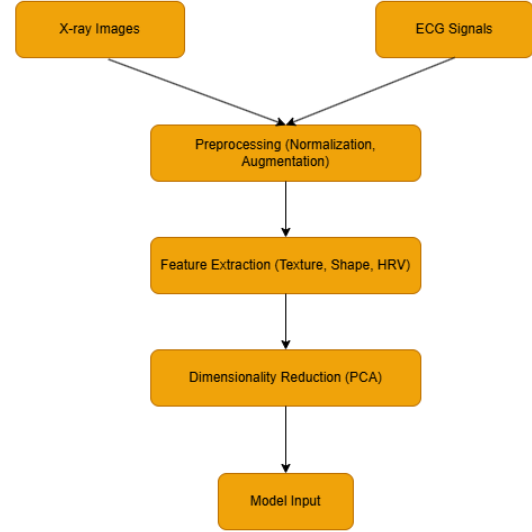 X-ray Images
ECG Signals
Preprocessing (Normalization,
Augmentation)
Feature Extraction (Texture, Shape, HRV)
Dimensionality Reduction (PCA)
Model Input